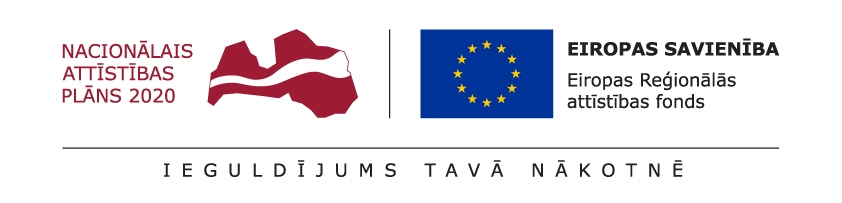 NACIONĀLAIS
ATTĪSTĪBAS
PLĀNS 2020
EIROPAS SAVIENĪBA
Eiropas Reģionālās
attīstības fonds
IEGULDĪJUMS TAVĀ NĀKOTNĒ